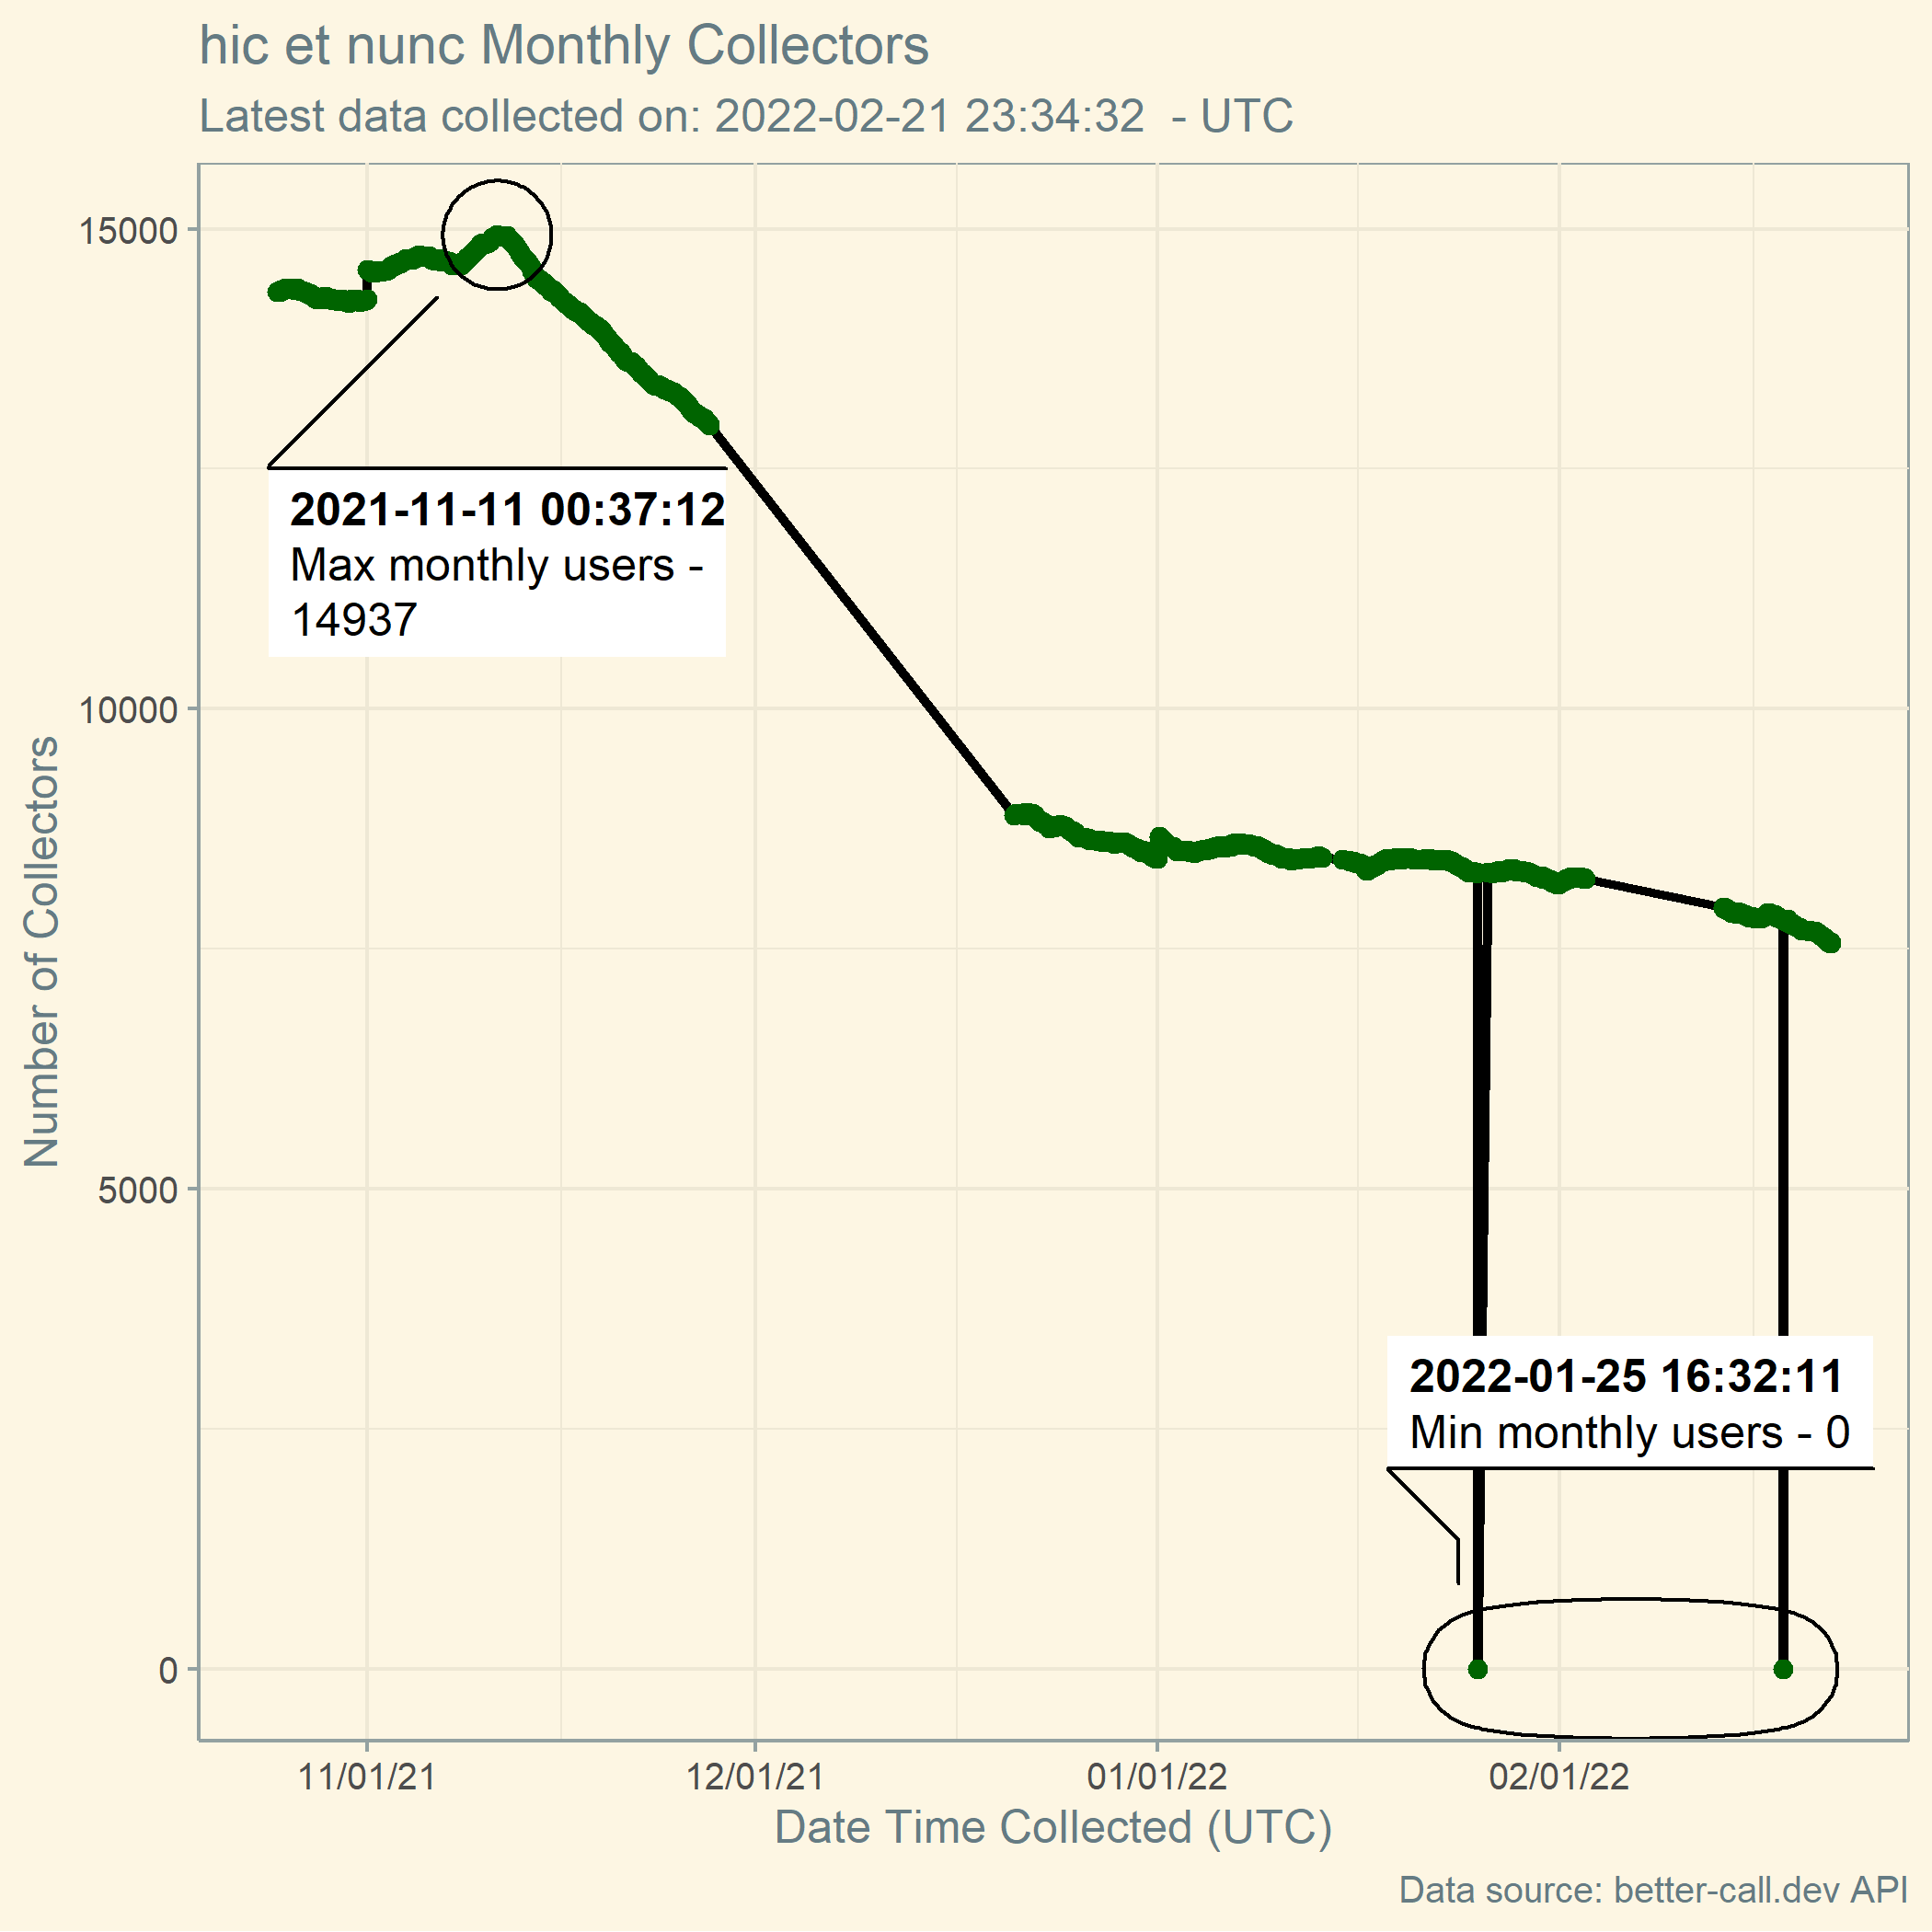 hic et nunc Monthly Collectors
Latest data collected on: 2022-02-21 23:34:32  - UTC
Number of Collectors
15000
10000
5000
0
2021-11-11 00:37:12
Max monthly users -
14937
2022-01-25 16:32:11
Min monthly users - 0
11/01/21
12/01/21
01/01/22
02/01/22
Date Time Collected (UTC)
Data source: better-call.dev API